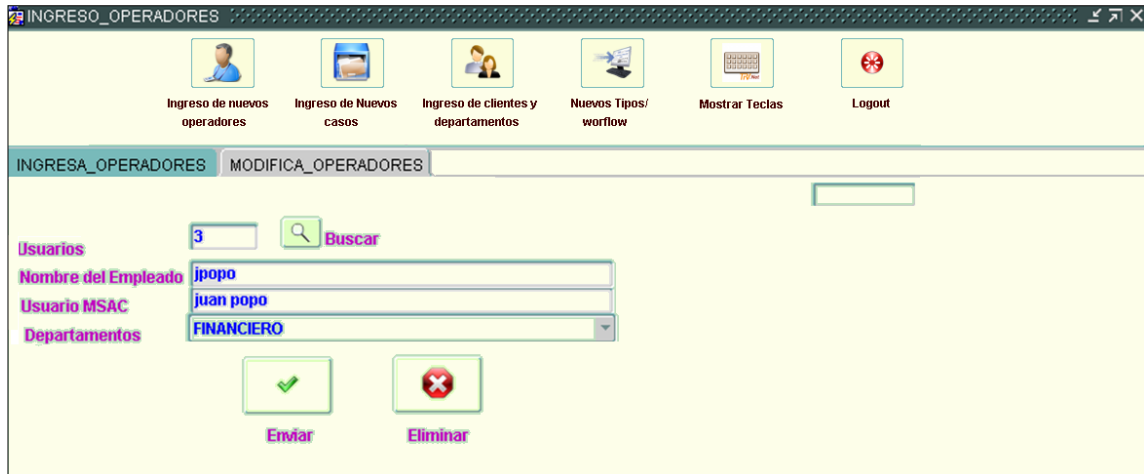 INGRESO_OPERADORES
Ingreso de nuevos operadores
Ingreso de Nuevos casos
Ingreso de clientes y departamentos
Nuevos Tipos/ worflow
Mostrar Teclas
Logout
INGRESA_OPERADORES MODIFICA_OPERADORES
Usuarios 3 Buscar
Nombre del Empleado jpopo
Usuario MSAC juan popo
Departamentos FINANCIERO
Enviar Eliminar